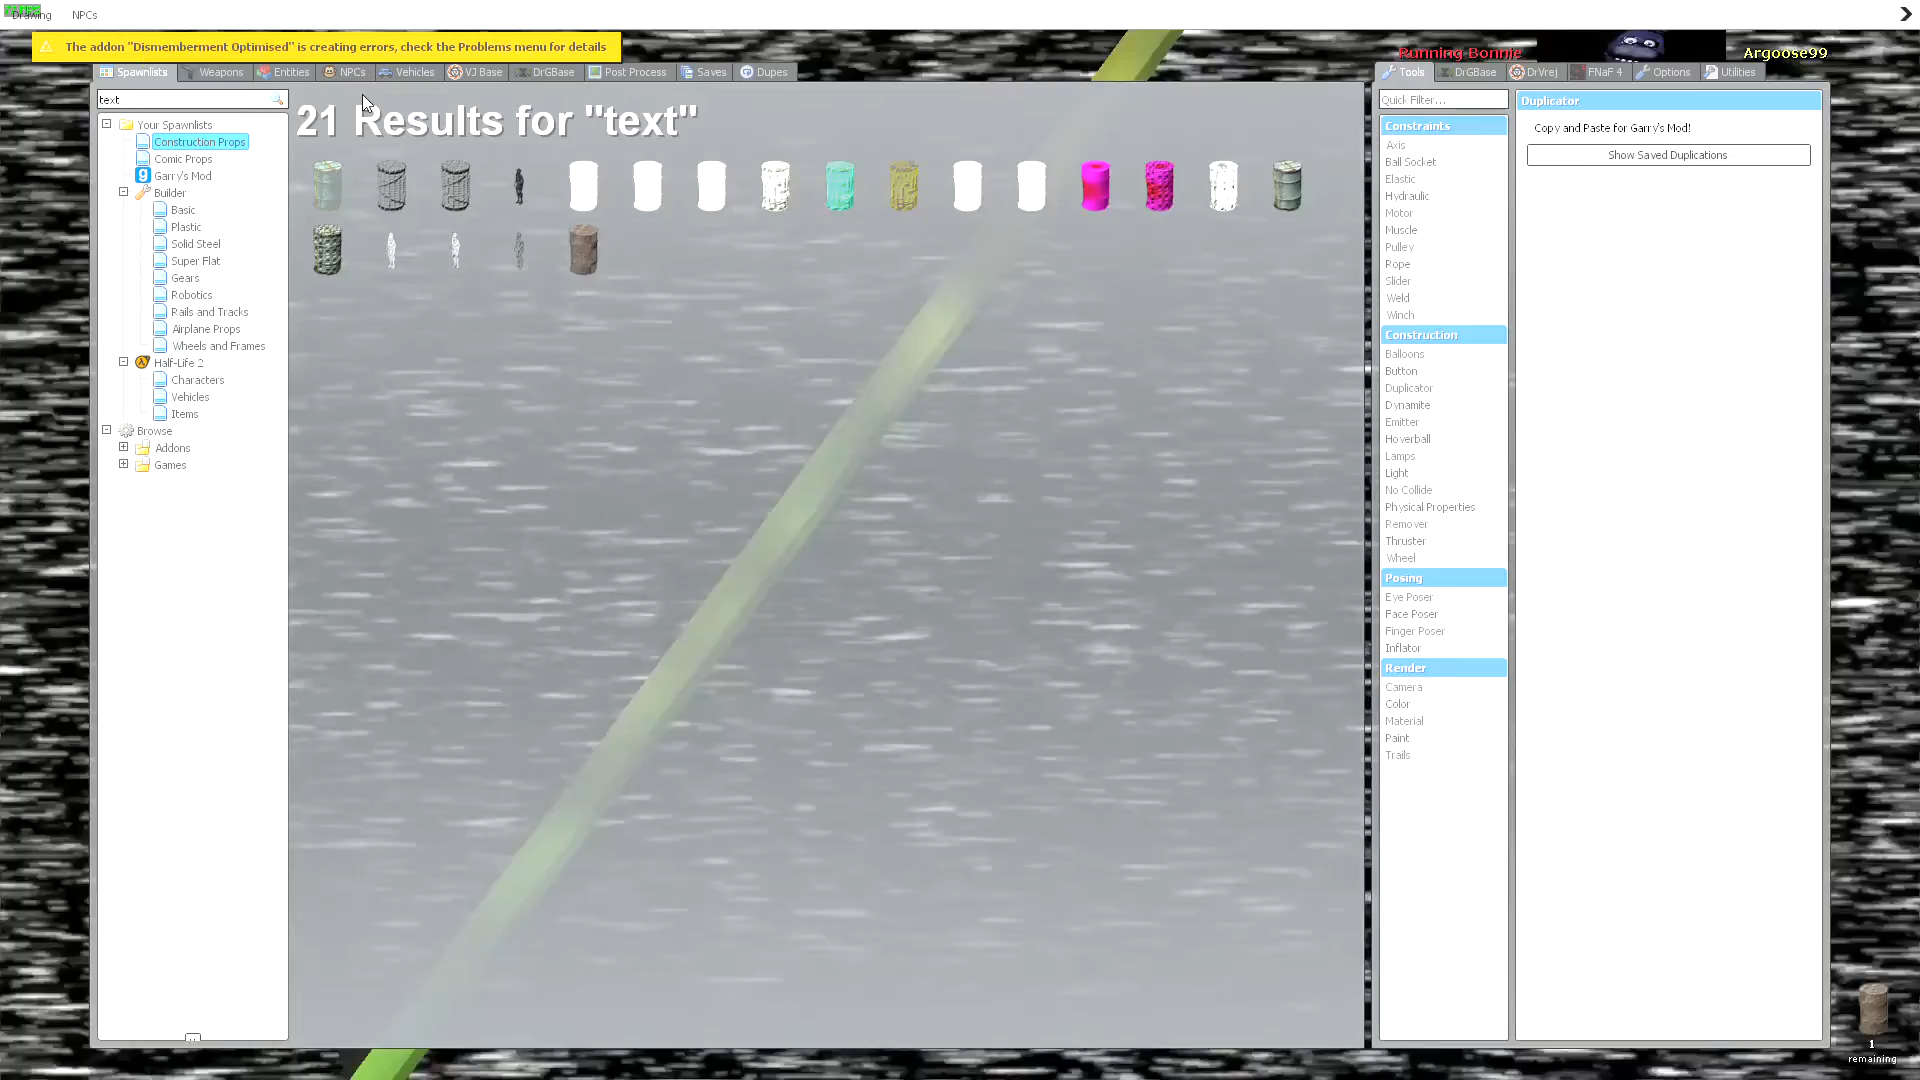 Drawing NPCs
The addon "Dismemberment Optimised" is creating errors, check the Problems menu for details
Running Bonnie
Argoose99
Spawnlists Weapons Entities NPCs Vehicles VJ Base DrGBase Post Process Saves Dupes
Tools DrGBase DrVrej FNaF 4 Options Utilities
text
21 Results for "text"
Your Spawnlists
Construction Props
Comic Props
Garry's Mod
Builder
Basic
Plastic
Solid Steel
Super Flat
Gears
Robotics
Rails and Tracks
Airplane Props
Wheels and Frames
Half-Life 2
Characters
Vehicles
Items
Browse
Addons
Games
Quick Filter...
Constraints
Axis
Ball Socket
Elastic
Hydraulic
Motor
Muscle
Pulley
Rope
Slider
Weld
Winch
Construction
Balloons
Button
Duplicator
Dynamite
Emitter
Hoverball
Lamps
Light
No Collide
Physical Properties
Remover
Thruster
Wheel
Posing
Eye Poser
Face Poser
Finger Poser
Inflator
Render
Camera
Color
Material
Paint
Trails
Duplicator
Copy and Paste for Garry's Mod!
Show Saved Duplications
1
remaining